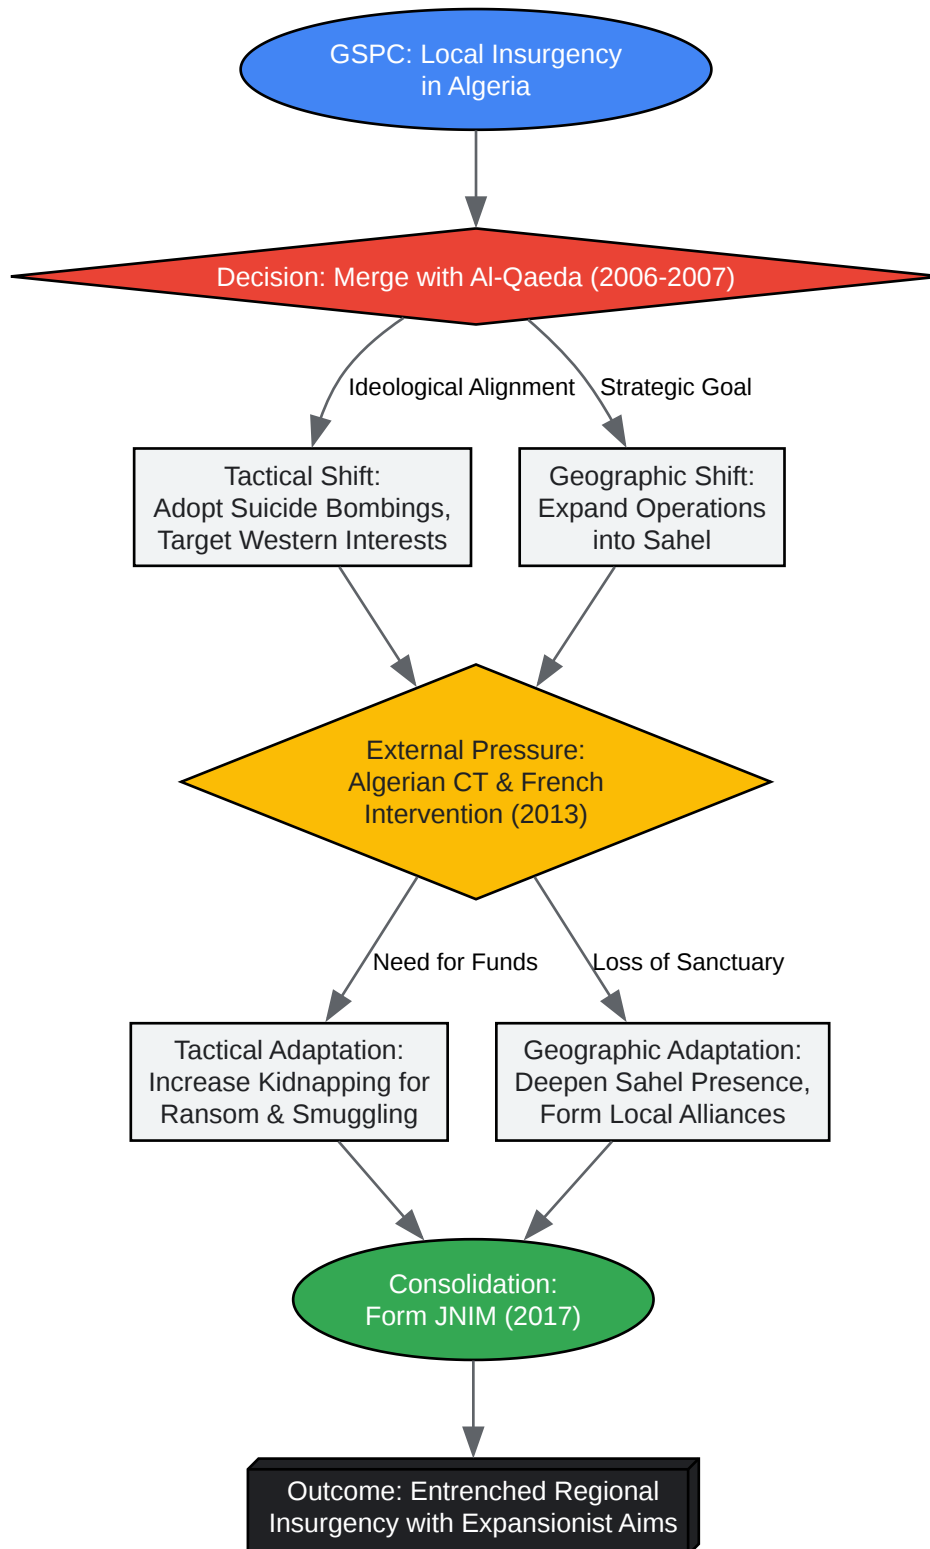 GSPC: Local Insurgency
in Algeria
Decision: Merge with Al-Qaeda (2006-2007)
Ideological Alignment
Strategic Goal
Tactical Shift:
Adopt Suicide Bombings,
Target Western Interests
Geographic Shift:
Expand Operations
into Sahel
External Pressure:
Algerian CT & French
Intervention (2013)
Need for Funds
Loss of Sanctuary
Tactical Adaptation:
Increase Kidnapping for
Ransom & Smuggling
Geographic Adaptation:
Deepen Sahel Presence,
Form Local Alliances
Consolidation:
Form JNIM (2017)
Outcome: Entrenched Regional
Insurgency with Expansionist Aims